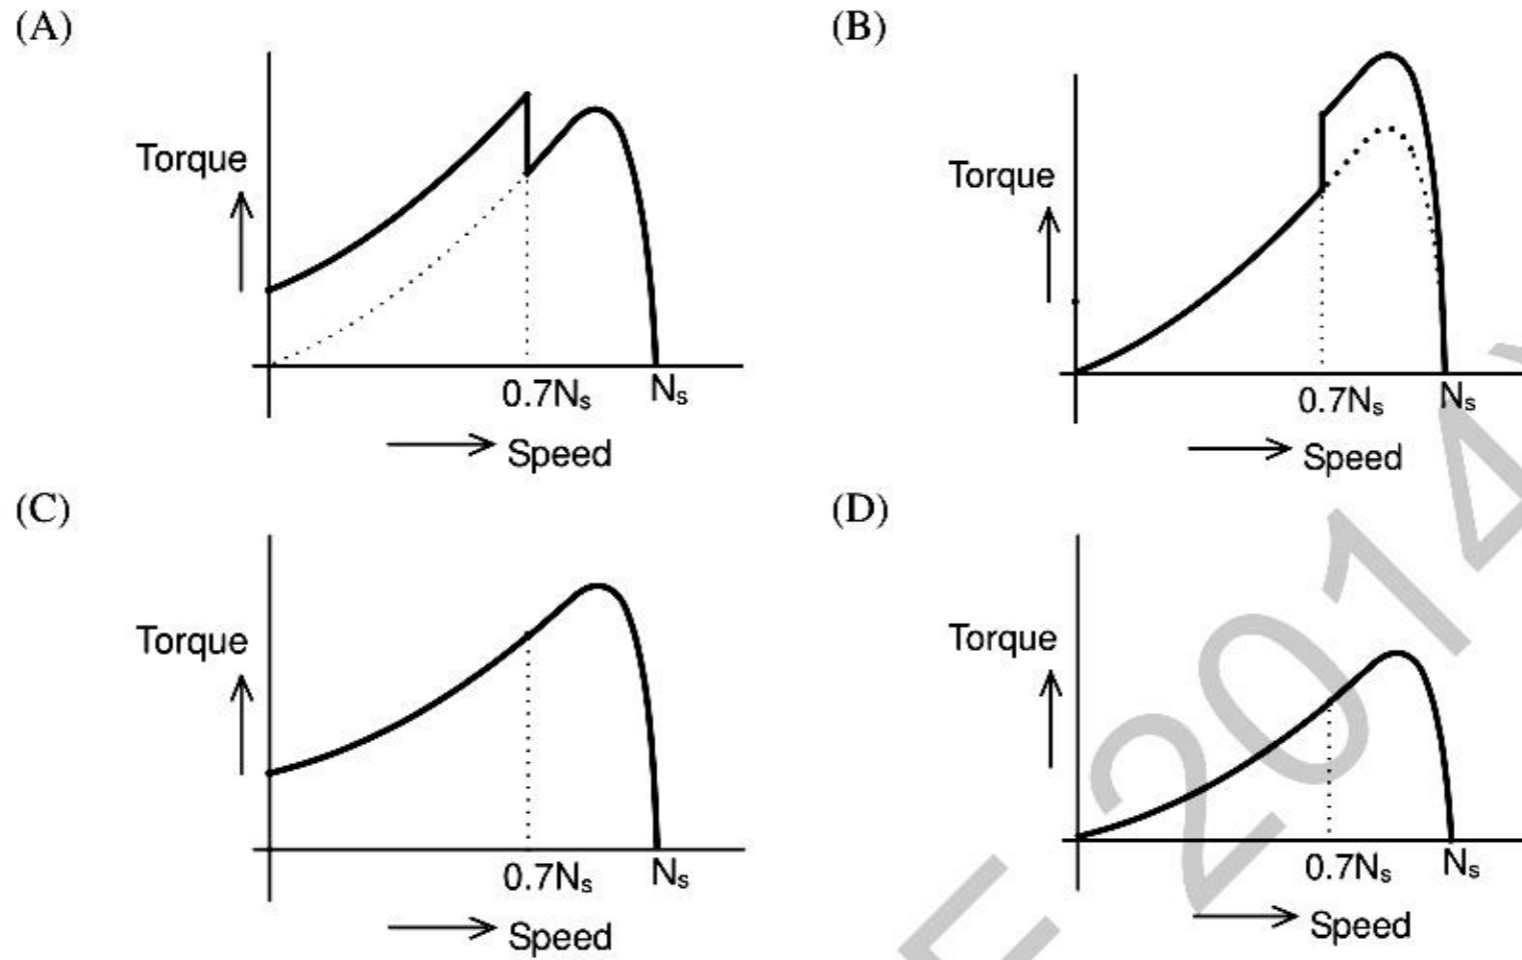 (A)
Torque
0.7Nₛ
Nₛ
Speed
(B)
Torque
0.7Nₛ
Nₛ
Speed
(C)
Torque
0.7Nₛ
Nₛ
Speed
(D)
Torque
0.7Nₛ
Nₛ
Speed
2014